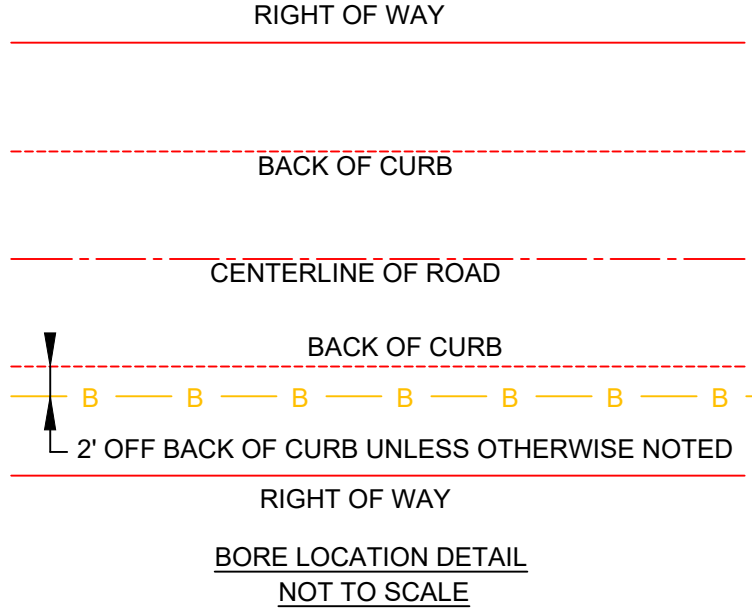 RIGHT OF WAY
BACK OF CURB
CENTERLINE OF ROAD
BACK OF CURB
B B B B B B B
2' OFF BACK OF CURB UNLESS OTHERWISE NOTED
RIGHT OF WAY
BORE LOCATION DETAIL
NOT TO SCALE